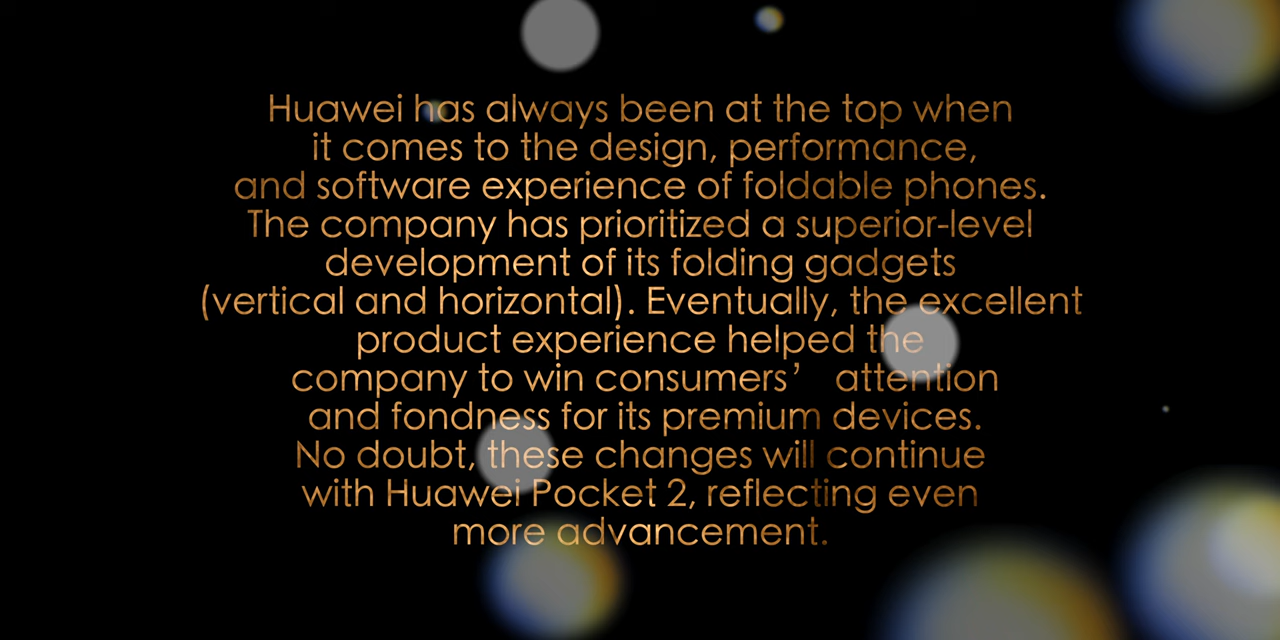 Huawei has always been at the top when
it comes to the design, performance,
and software experience of foldable phones.
The company has prioritized a superior-level
development of its folding gadgets
(vertical and horizontal). Eventually, the excellent
product experience helped the
company to win consumers’ attention
and fondness for its premium devices.
No doubt, these changes will continue
with Huawei Pocket 2, reflecting even
more advancement.